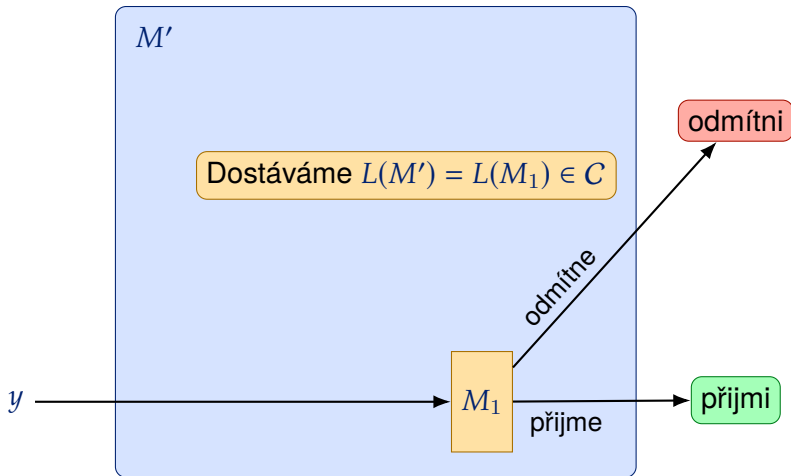 M′
odmítni
Dostáváme L(M′) = L(M₁) ∈ C
odmítne
y
M₁
přijmi
přijme